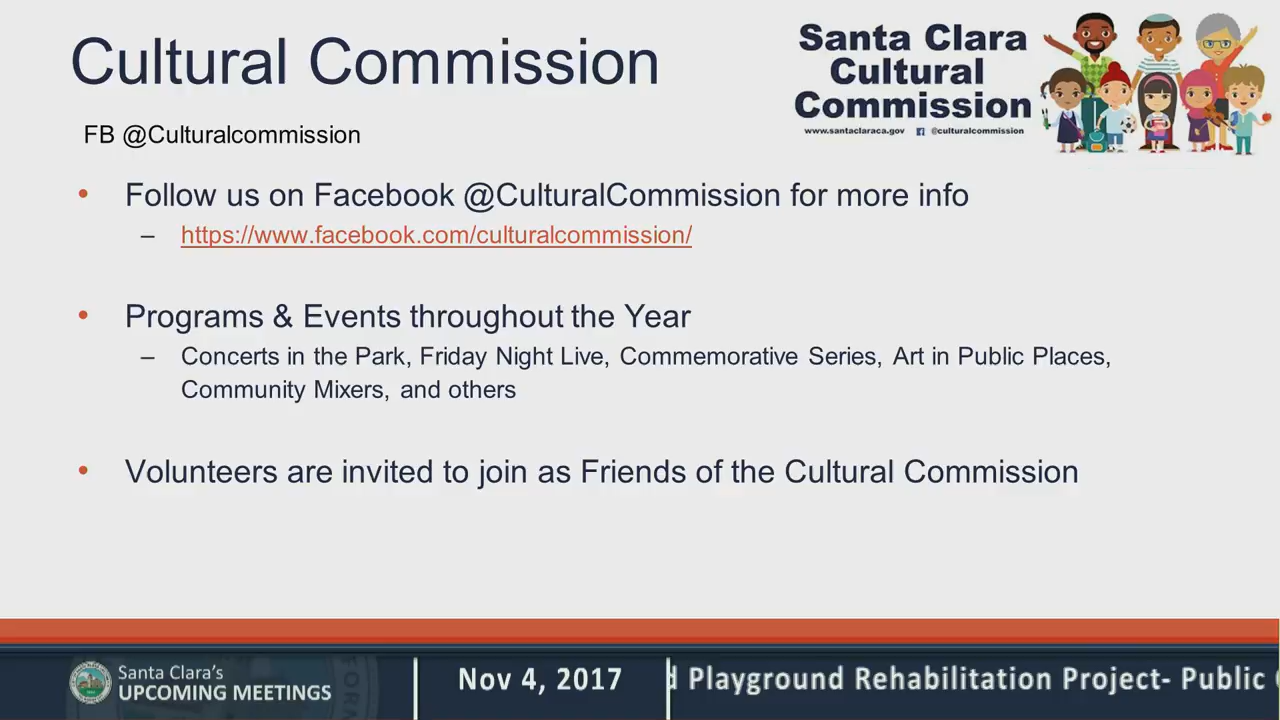 Cultural Commission
FB @Culturalcommission
Santa Clara
Cultural
Commission
www.santaclaraca.gov @culturalcommission
• Follow us on Facebook @CulturalCommission for more info
– https://www.facebook.com/culturalcommission/
• Programs & Events throughout the Year
– Concerts in the Park, Friday Night Live, Commemorative Series, Art in Public Places,
Community Mixers, and others
• Volunteers are invited to join as Friends of the Cultural Commission
Santa Clara's
UPCOMING MEETINGS
Nov 4, 2017
Playground Rehabilitation Project- Public